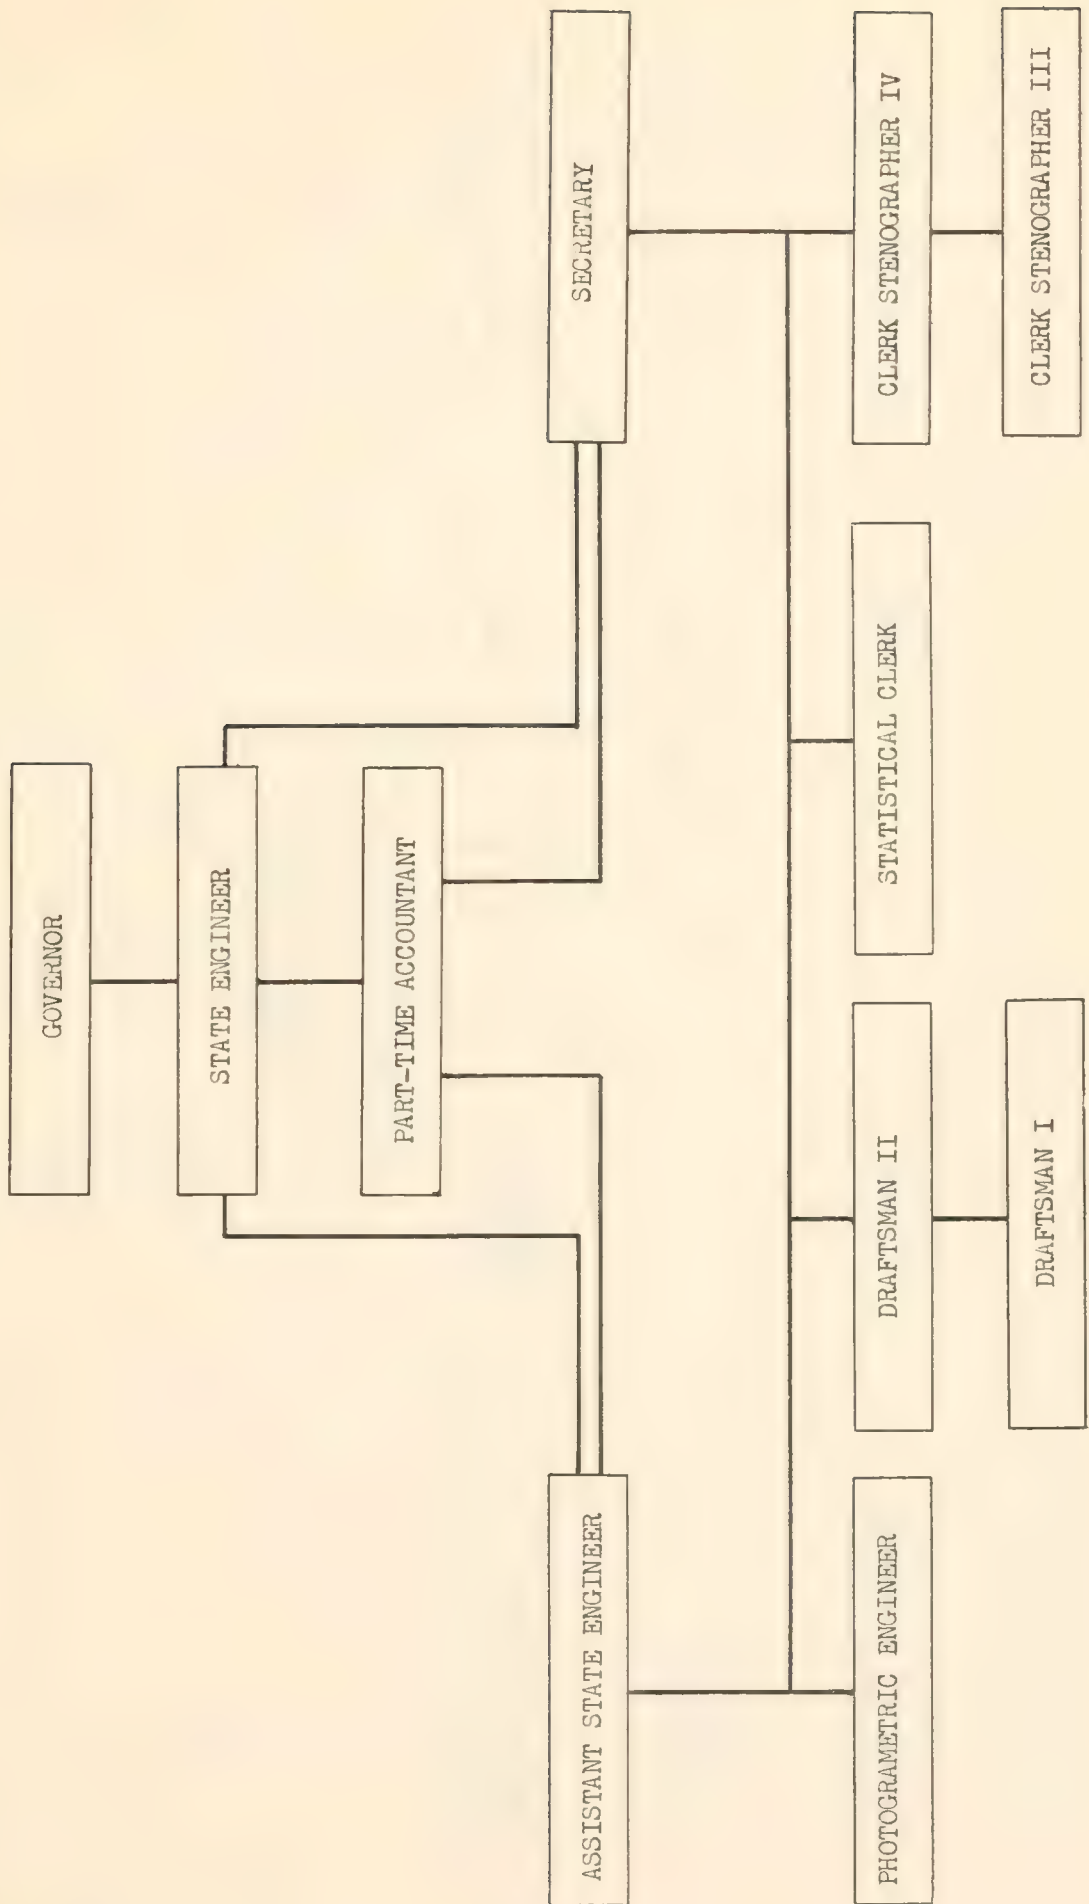 GOVERNOR
STATE ENGINEER
PART-TIME ACCOUNTANT
ASSISTANT STATE ENGINEER
SECRETARY
PHOTOGRAMETRIC ENGINEER
DRAFTSMAN II
STATISTICAL CLERK
CLERK STENOGRAPHER IV
DRAFTSMAN I
CLERK STENOGRAPHER III